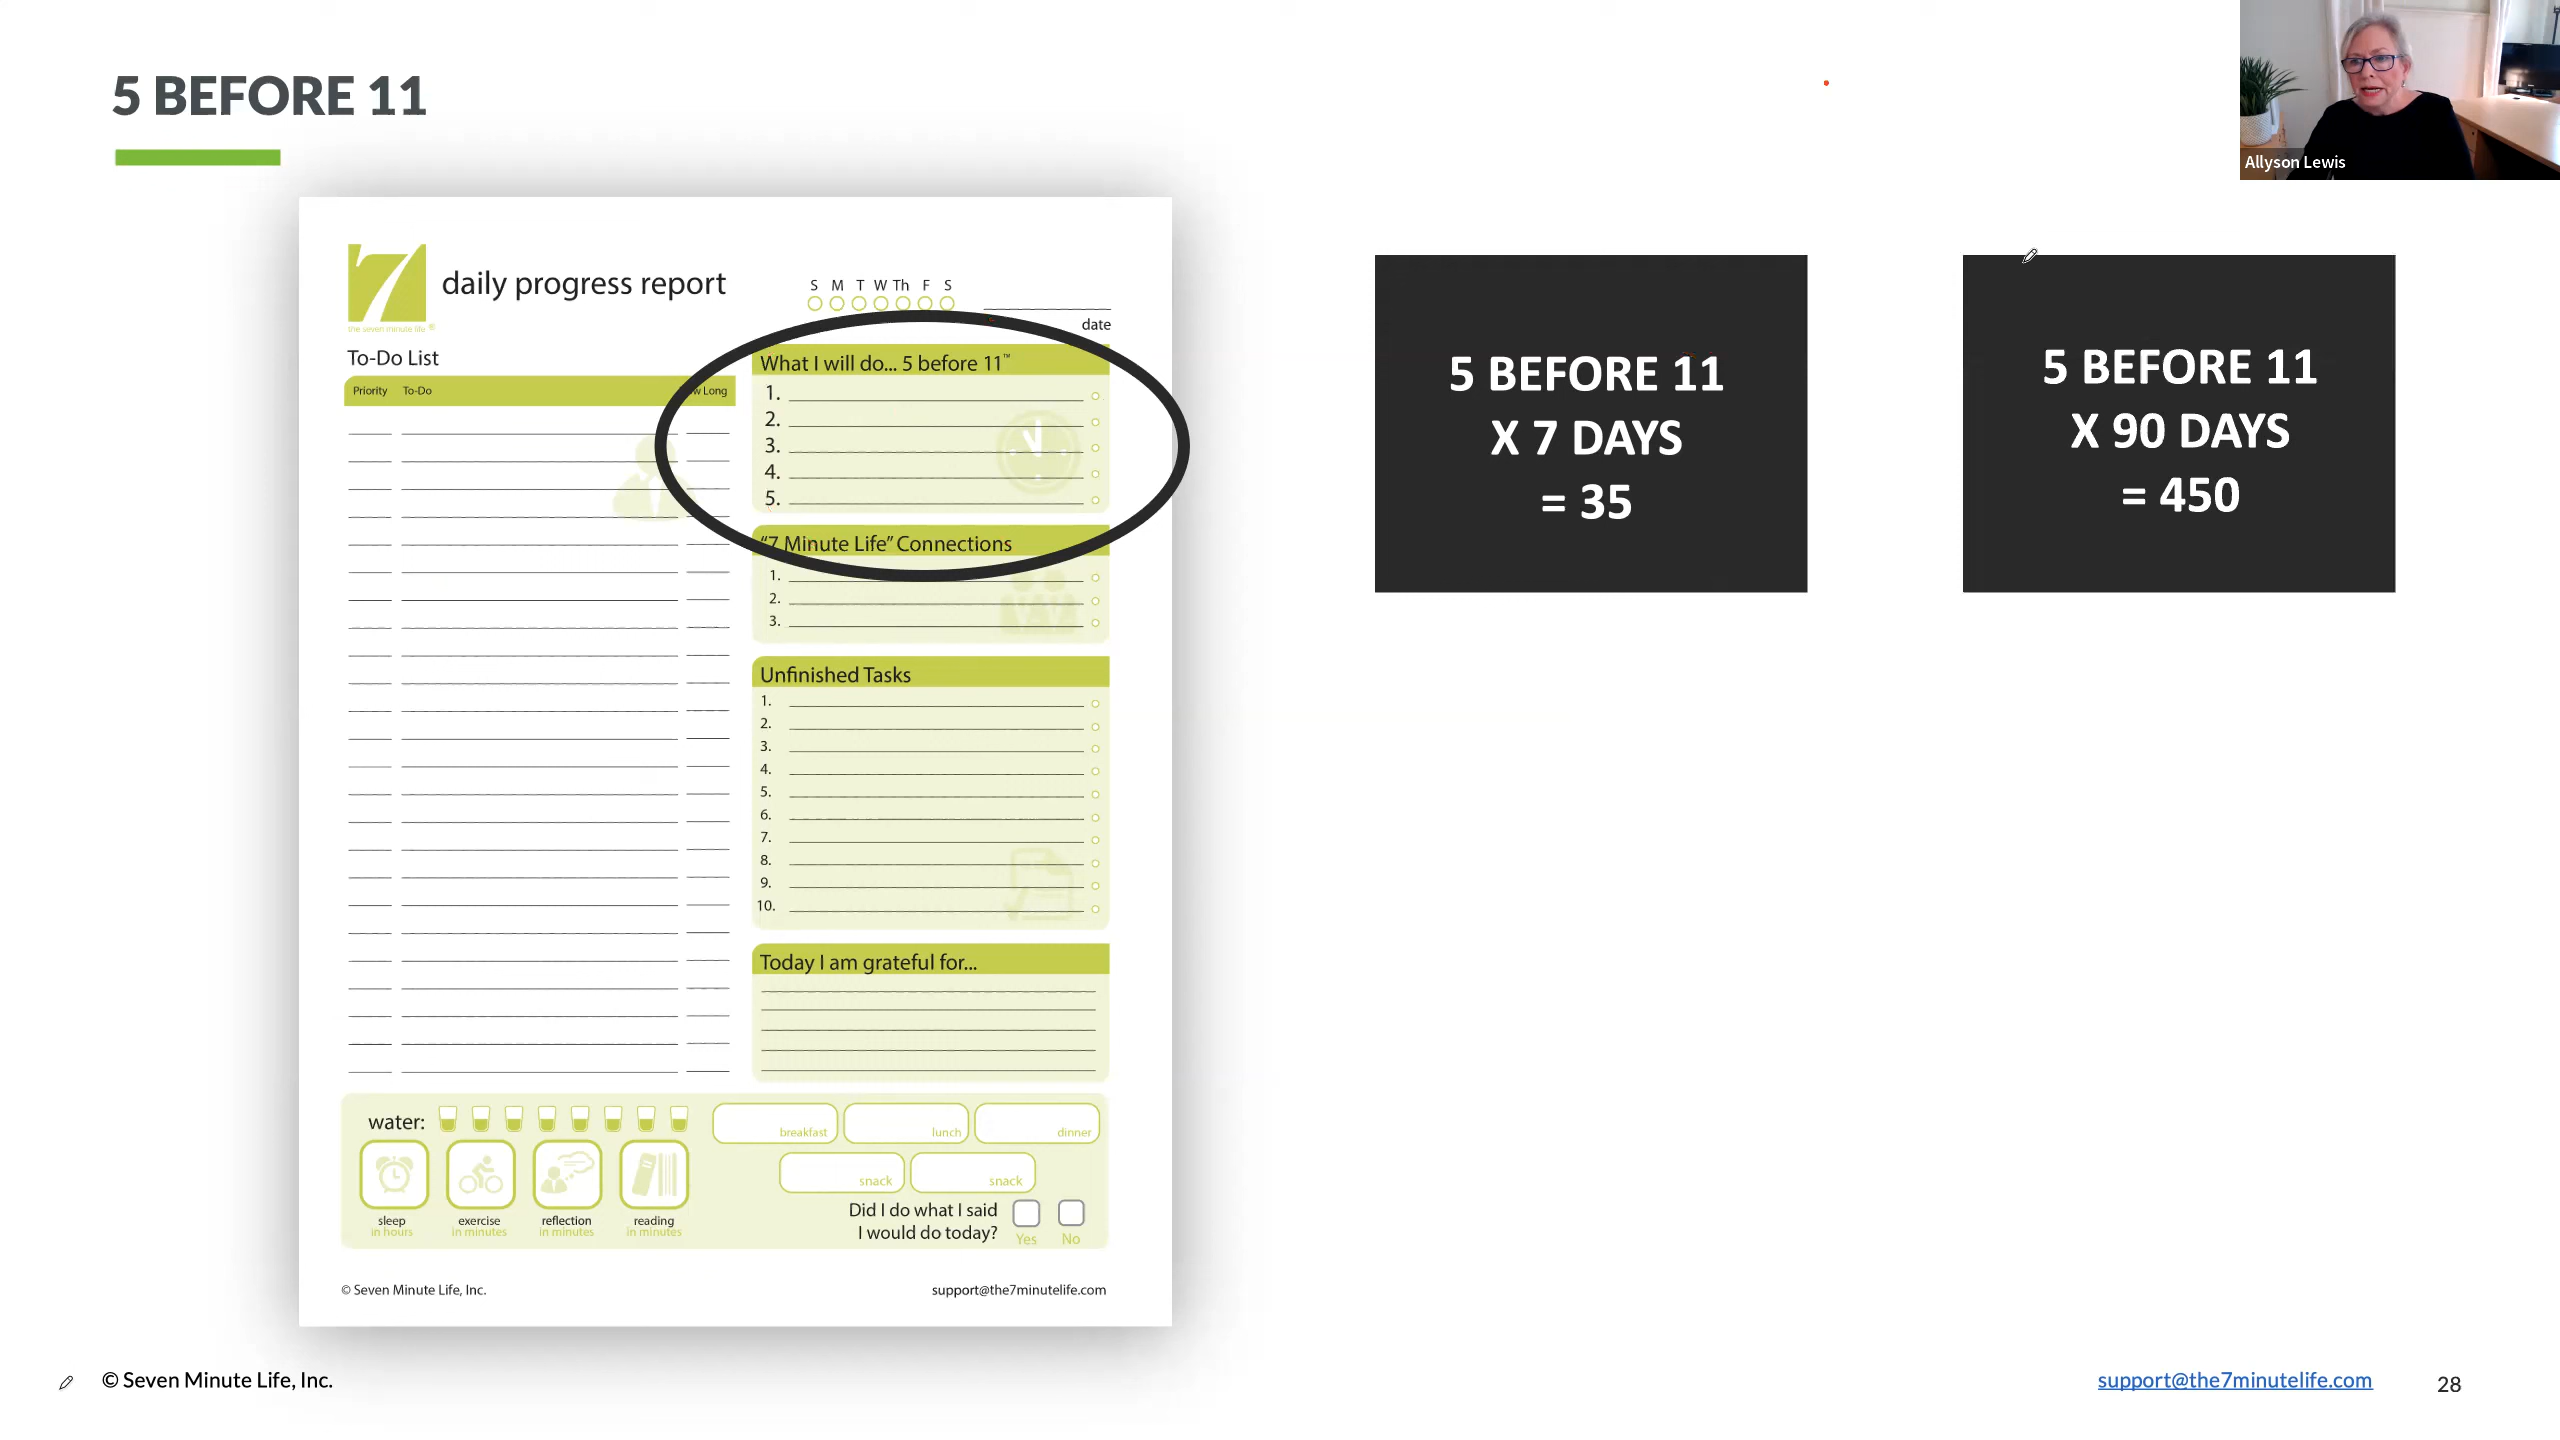 5 BEFORE 11
Allyson Lewis
7
the seven minute life ®
daily progress report
S M T W Th F S
date
To-Do List
Priority To-Do Long
What I will do... 5 before 11™
1.
2.
3.
4.
5.
"7 Minute Life" Connections
1.
2.
3.
Unfinished Tasks
1.
2.
3.
4.
5.
6.
7.
8.
9.
10.
Today I am grateful for...
water:
breakfast
lunch
dinner
snack
snack
sleep
in hours
exercise
in minutes
reflection
in minutes
reading
in minutes
Did I do what I said
I would do today?
Yes No
© Seven Minute Life, Inc.
support@the7minutelife.com
5 BEFORE 11
X 7 DAYS
= 35
5 BEFORE 11
X 90 DAYS
= 450
© Seven Minute Life, Inc.
support@the7minutelife.com
28